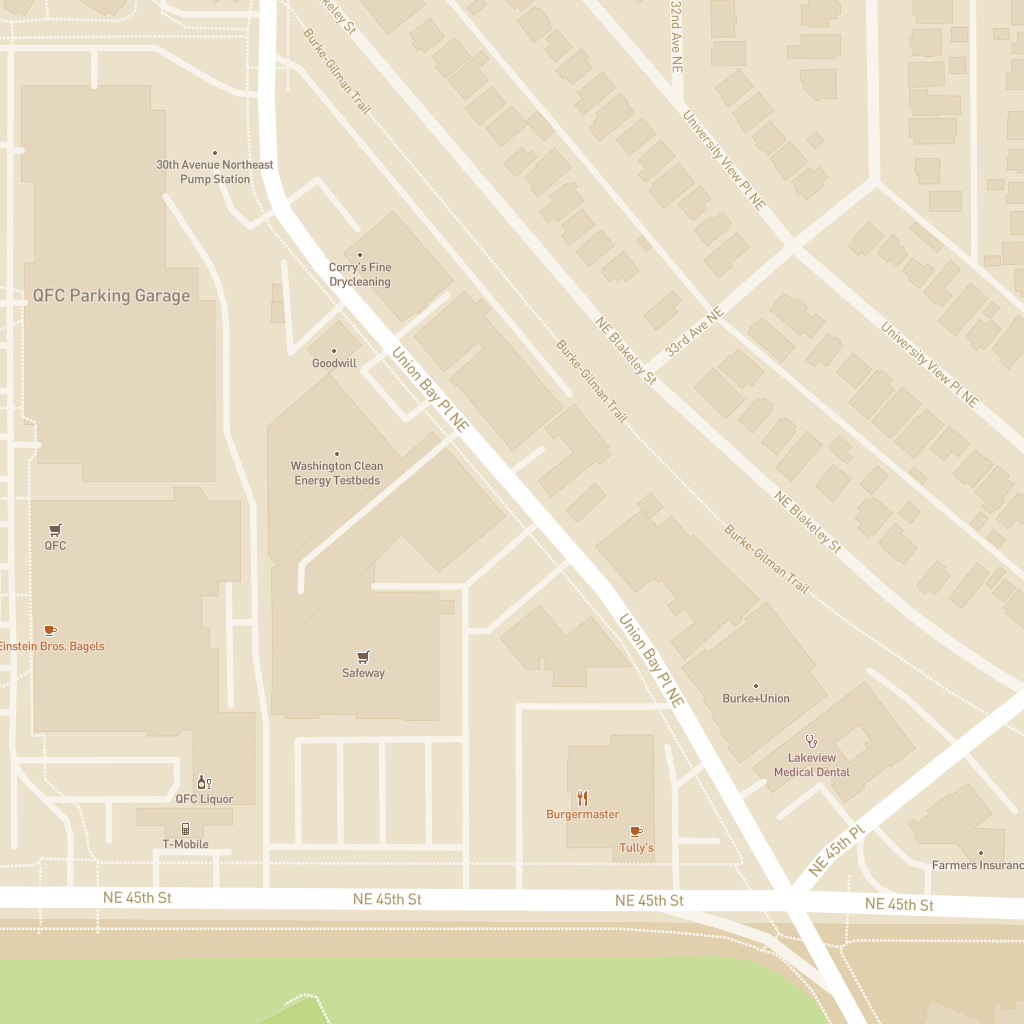 NE Blakeley St
Burke-Gilman Trail
32nd Ave NE
University View Pl NE
30th Avenue Northeast
Pump Station
Corry's Fine
Drycleaning
QFC Parking Garage
33rd Ave NE
NE Blakeley St
University View Pl NE
Goodwill
Union Bay Pl NE
Burke-Gilman Trail
Washington Clean
Energy Testbeds
NE Blakeley St
QFC
Burke-Gilman Trail
Einstein Bros. Bagels
Union Bay Pl NE
Safeway
Burke+Union
Lakeview
Medical Dental
QFC Liquor
Burgermaster
T-Mobile
Tully's
NE 45th Pl
Farmers Insuranc
NE 45th St
NE 45th St
NE 45th St
NE 45th St